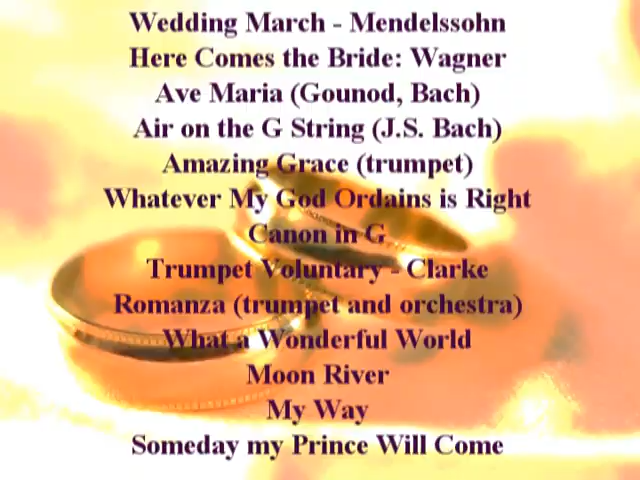 Wedding March - Mendelssohn
Here Comes the Bride: Wagner
Ave Maria (Gounod, Bach)
Air on the G String (J.S. Bach)
Amazing Grace (trumpet)
Whatever My God Ordains is Right
Canon in G
Trumpet Voluntary - Clarke
Romanza (trumpet and orchestra)
What a Wonderful World
Moon River
My Way
Someday my Prince Will Come